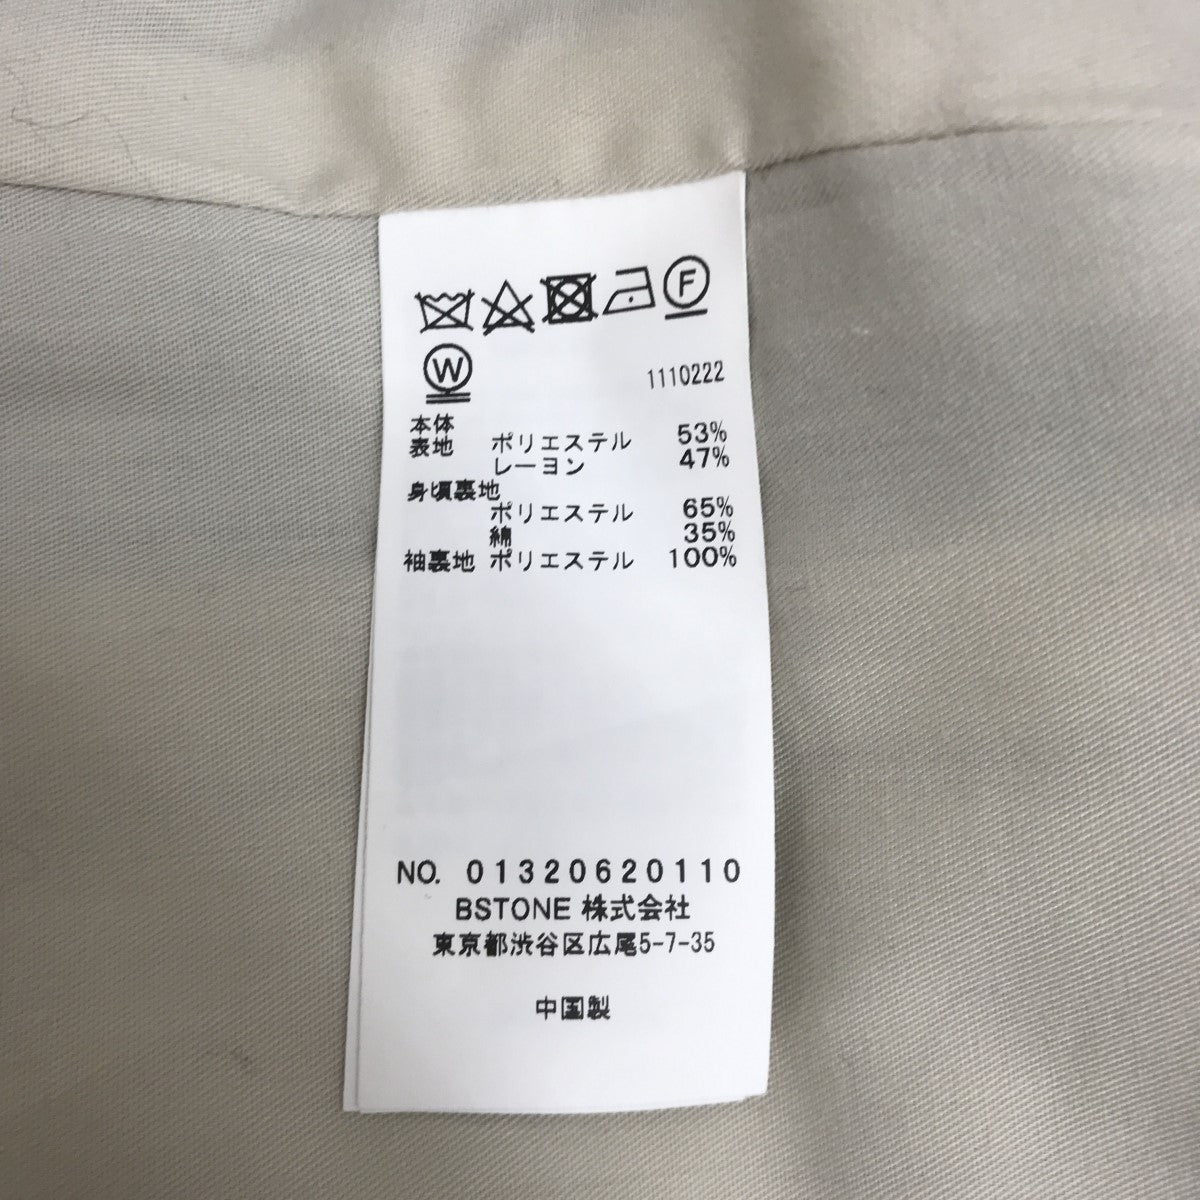 F
W
1110222
本体
表地 ポリエステル 53%
レーヨン 47%
身頃裏地
ポリエステル 65%
綿 35%
袖裏地 ポリエステル 100%
NO. 01320620110
BSTONE 株式会社
東京都渋谷区広尾5-7-35
中国製